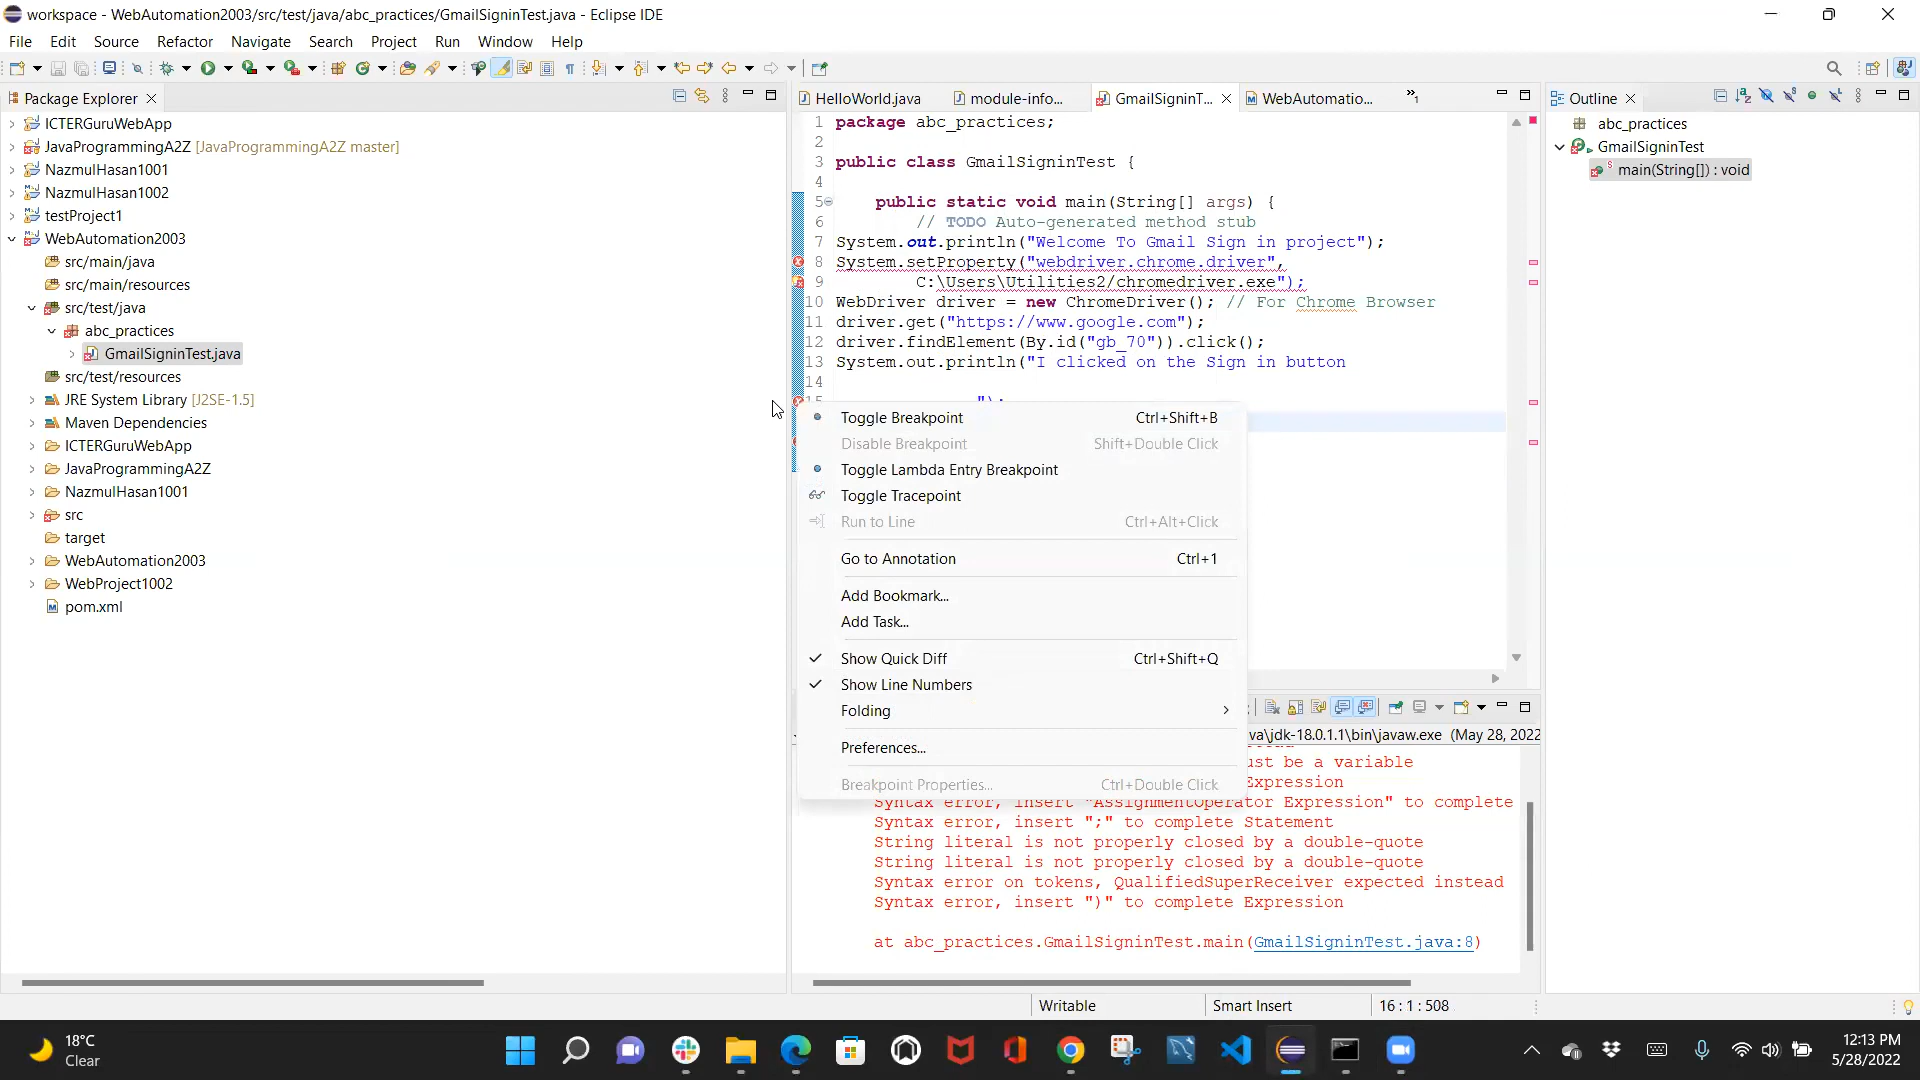 workspace - WebAutomation2003/src/test/java/abc_practices/GmailSigninTest.java - Eclipse IDE
File Edit Source Refactor Navigate Search Project Run Window Help
Package Explorer
ICTERGuruWebApp
JavaProgrammingA2Z [JavaProgrammingA2Z master]
NazmulHasan1001
NazmulHasan1002
testProject1
WebAutomation2003
src/main/java
src/main/resources
src/test/java
abc_practices
GmailSigninTest.java
src/test/resources
JRE System Library [J2SE-1.5]
Maven Dependencies
ICTERGuruWebApp
JavaProgrammingA2Z
NazmulHasan1001
src
target
WebAutomation2003
WebProject1002
pom.xml
HelloWorld.java module-info... GmailSigninT... WebAutomatio... »1
1 package abc_practices;
2
3 public class GmailSigninTest {
4
5 public static void main(String[] args) {
6 // TODO Auto-generated method stub
7 System.out.println("Welcome To Gmail Sign in project");
8 System.setProperty("webdriver.chrome.driver",
9 C:\Users\Utilities2/chromedriver.exe");
10 WebDriver driver = new ChromeDriver(); // For Chrome Browser
11 driver.get("https://www.google.com");
12 driver.findElement(By.id("gb_70")).click();
13 System.out.println("I clicked on the Sign in button
14
15 ");
Toggle Breakpoint Ctrl+Shift+B
Disable Breakpoint Shift+Double Click
Toggle Lambda Entry Breakpoint
Toggle Tracepoint
Run to Line Ctrl+Alt+Click
Go to Annotation Ctrl+1
Add Bookmark...
Add Task...
Show Quick Diff Ctrl+Shift+Q
Show Line Numbers
Folding
Preferences...
Breakpoint Properties... Ctrl+Double Click
va\jdk-18.0.1.1\bin\javaw.exe (May 28, 2022
ust be a variable
Expression
Syntax error, insert "AssignmentOperator Expression" to complete
Syntax error, insert ";" to complete Statement
String literal is not properly closed by a double-quote
String literal is not properly closed by a double-quote
Syntax error on tokens, QualifiedSuperReceiver expected instead
Syntax error, insert ")" to complete Expression
at abc_practices.GmailSigninTest.main(GmailSigninTest.java:8)
Outline
abc_practices
GmailSigninTest
main(String[]) : void
Writable Smart Insert 16 : 1 : 508
18°C
Clear
12:13 PM
5/28/2022